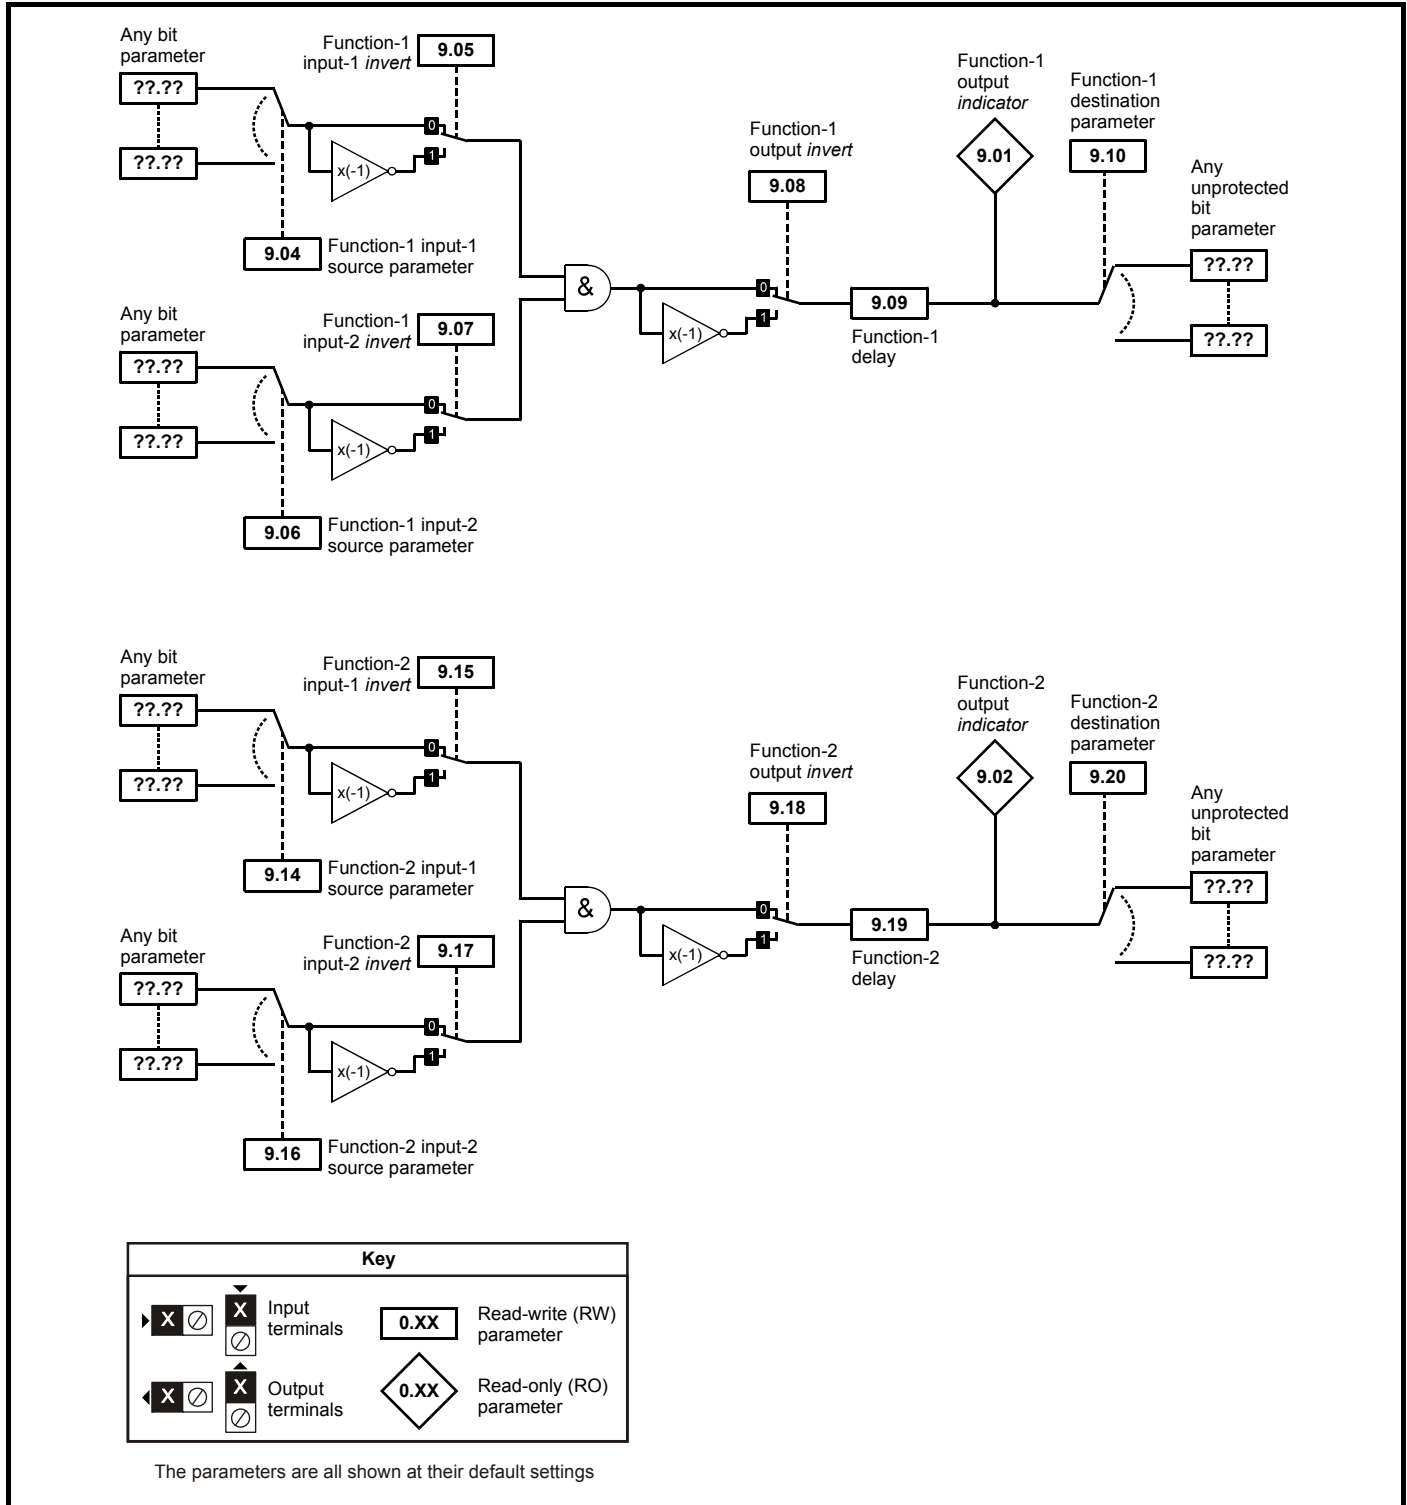 Any bit
parameter
??.??
??.??
Function-1
input-1 invert
9.05
0
1
x(-1)
9.04
Function-1 input-1
source parameter
Any bit
parameter
??.??
??.??
Function-1
input-2 invert
9.07
0
1
x(-1)
9.06
Function-1 input-2
source parameter
&
Function-1
output invert
9.08
0
1
x(-1)
9.09
Function-1
delay
Function-1
output
indicator
9.01
Function-1
destination
parameter
9.10
Any
unprotected
bit
parameter
??.??
??.??
Any bit
parameter
??.??
??.??
Function-2
input-1 invert
9.15
0
1
x(-1)
9.14
Function-2 input-1
source parameter
Any bit
parameter
??.??
??.??
Function-2
input-2 invert
9.17
0
1
x(-1)
9.16
Function-2 input-2
source parameter
&
Function-2
output invert
9.18
0
1
x(-1)
9.19
Function-2
delay
Function-2
output
indicator
9.02
Function-2
destination
parameter
9.20
Any
unprotected
bit
parameter
??.??
??.??
Key
X
X
Input
terminals
0.XX
Read-write (RW)
parameter
X
X
Output
terminals
0.XX
Read-only (RO)
parameter
The parameters are all shown at their default settings